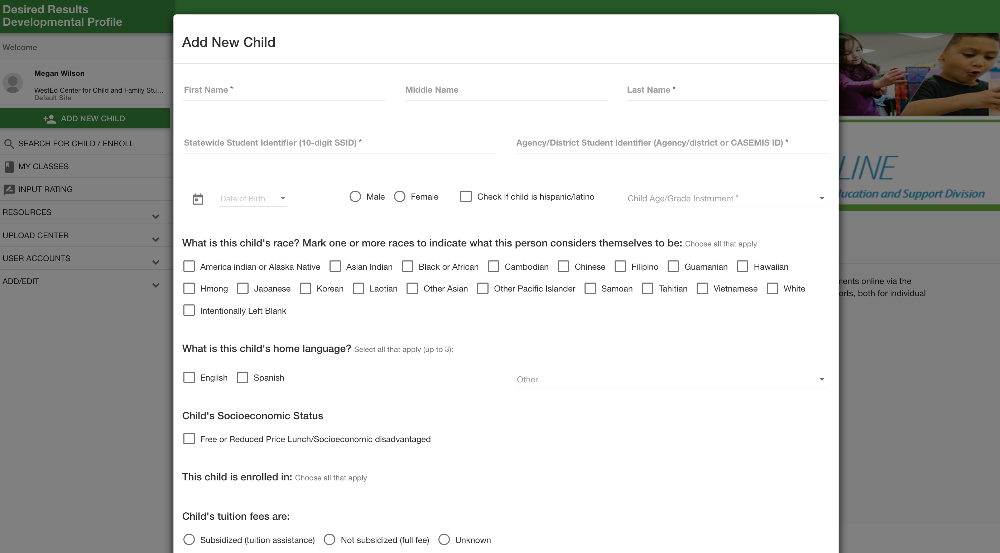 Desired Results
Developmental Profile
Welcome
Megan Wilson
WestEd Center for Child and Family Stu...
Default Site
ADD NEW CHILD
SEARCH FOR CHILD / ENROLL
MY CLASSES
INPUT RATING
RESOURCES
UPLOAD CENTER
USER ACCOUNTS
ADD/EDIT
Add New Child
First Name * Middle Name Last Name *
Statewide Student Identifier (10-digit SSID) * Agency/District Student Identifier (Agency/district or CASEMIS ID) *
Date of Birth Male Female Check if child is hispanic/latino Child Age/Grade Instrument *
What is this child's race? Mark one or more races to indicate what this person considers themselves to be: Choose all that apply
America indian or Alaska Native Asian Indian Black or African Cambodian Chinese Filipino Guamanian Hawaiian
Hmong Japanese Korean Laotian Other Asian Other Pacific Islander Samoan Tahitian Vietnamese White
Intentionally Left Blank
What is this child's home language? Select all that apply (up to 3):
English Spanish Other
Child's Socioeconomic Status
Free or Reduced Price Lunch/Socioeconomic disadvantaged
This child is enrolled in: Choose all that apply
Child's tuition fees are:
Subsidized (tuition assistance) Not subsidized (full fee) Unknown
LINE
ducation and Support Division
ments online via the
orts, both for individual